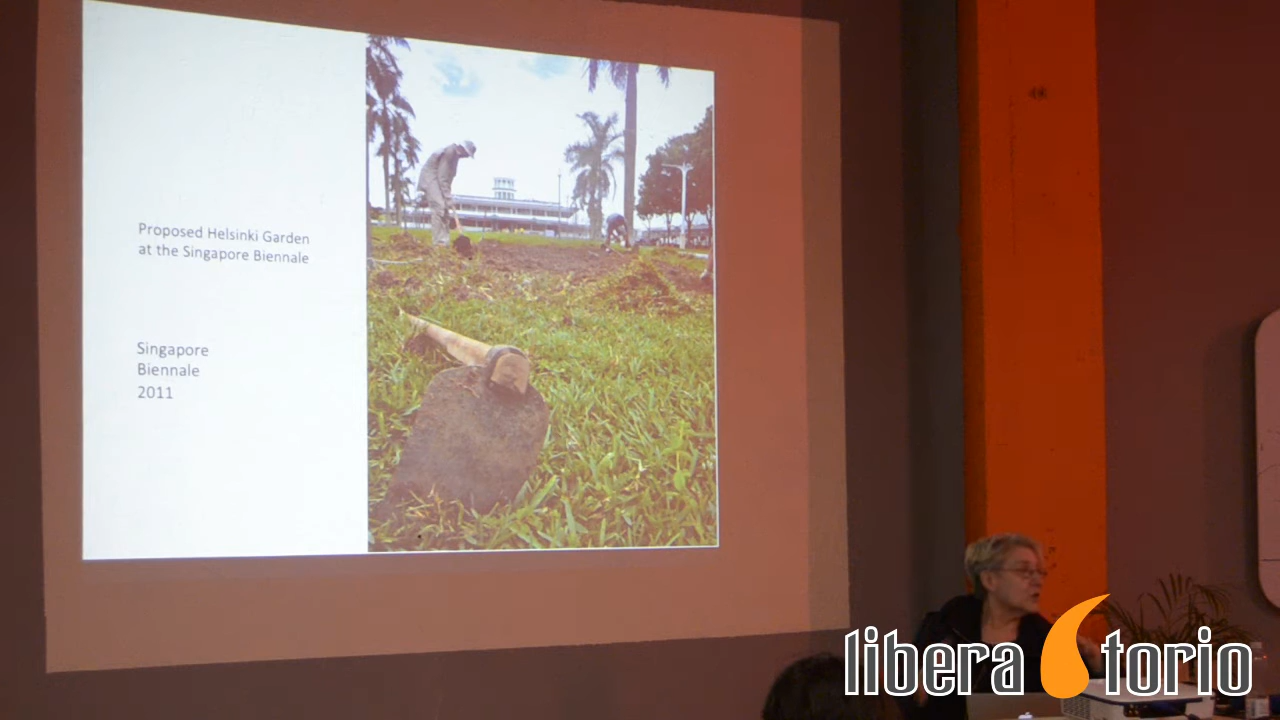 Proposed Helsinki Garden
at the Singapore Biennale
Singapore
Biennale
2011
libera torio